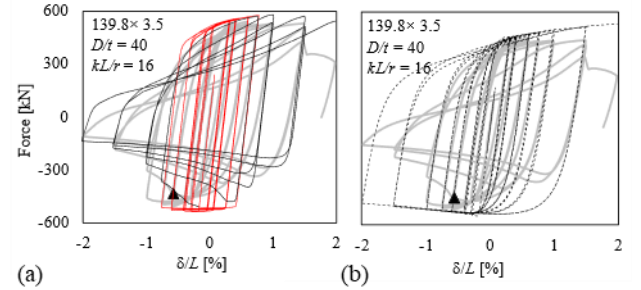 139.8× 3.5
D/t = 40
kL/r = 16
Force [kN]
600
300
0
-300
-600
-2
-1
0
1
2
δ/L [%]
(a)
139.8× 3.5
D/t = 40
kL/r = 16
-2
-1
0
1
2
δ/L [%]
(b)